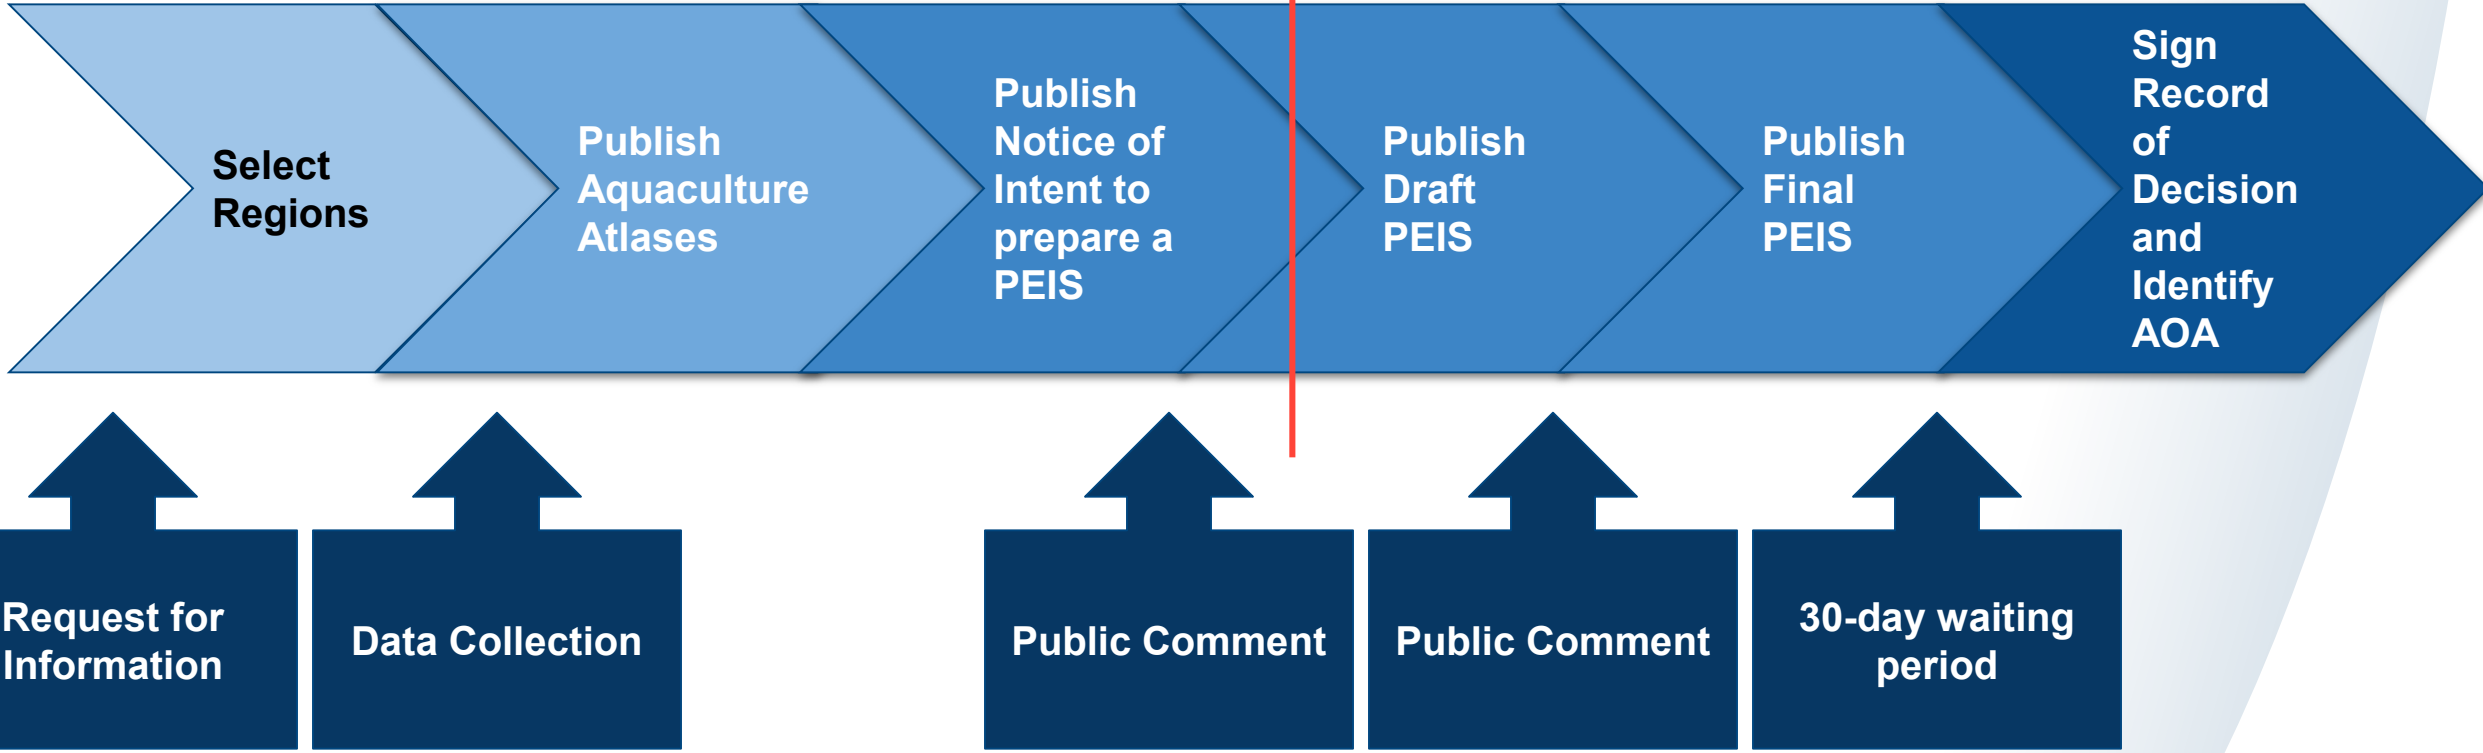 Select
Regions
Publish
Aquaculture
Atlases
Publish
Notice of
Intent to
prepare a
PEIS
Publish
Draft
PEIS
Publish
Final
PEIS
Sign
Record
of
Decision
and
Identify
AOA
Request for
Information
Data Collection
Public Comment
Public Comment
30-day waiting
period